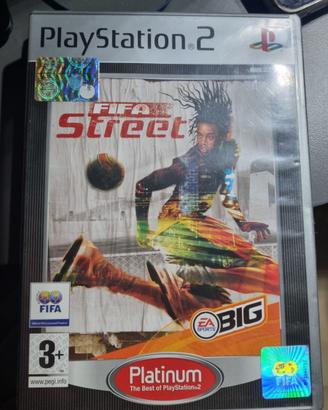 PlayStation®2
FIFA
Street
FIFA
EA SPORTS
BIG
3+
www.pegi.info
Platinum
The Best of PlayStation®2
FIFA